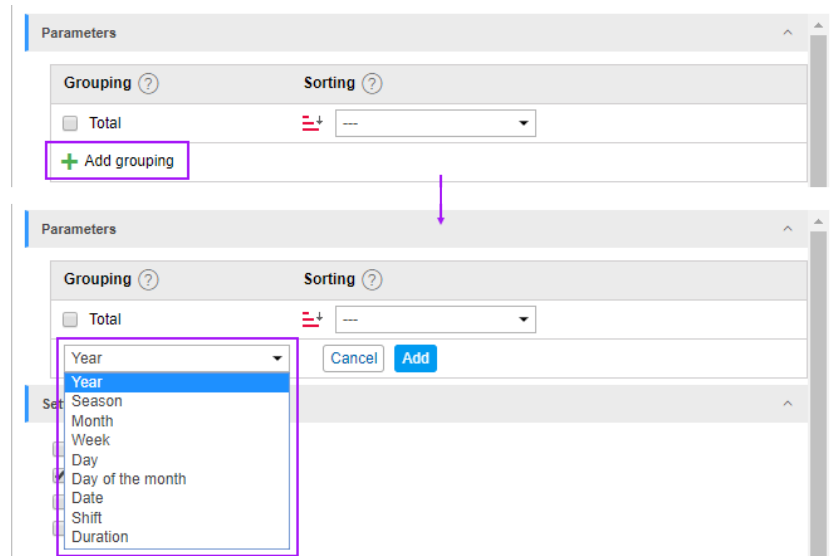 Parameters
Grouping ? Sorting ?
Total ---
Add grouping
Parameters
Grouping ? Sorting ?
Total ---
Year Cancel Add
Year
Set
Season
Month
Week
Day
Day of the month
Date
Shift
Duration